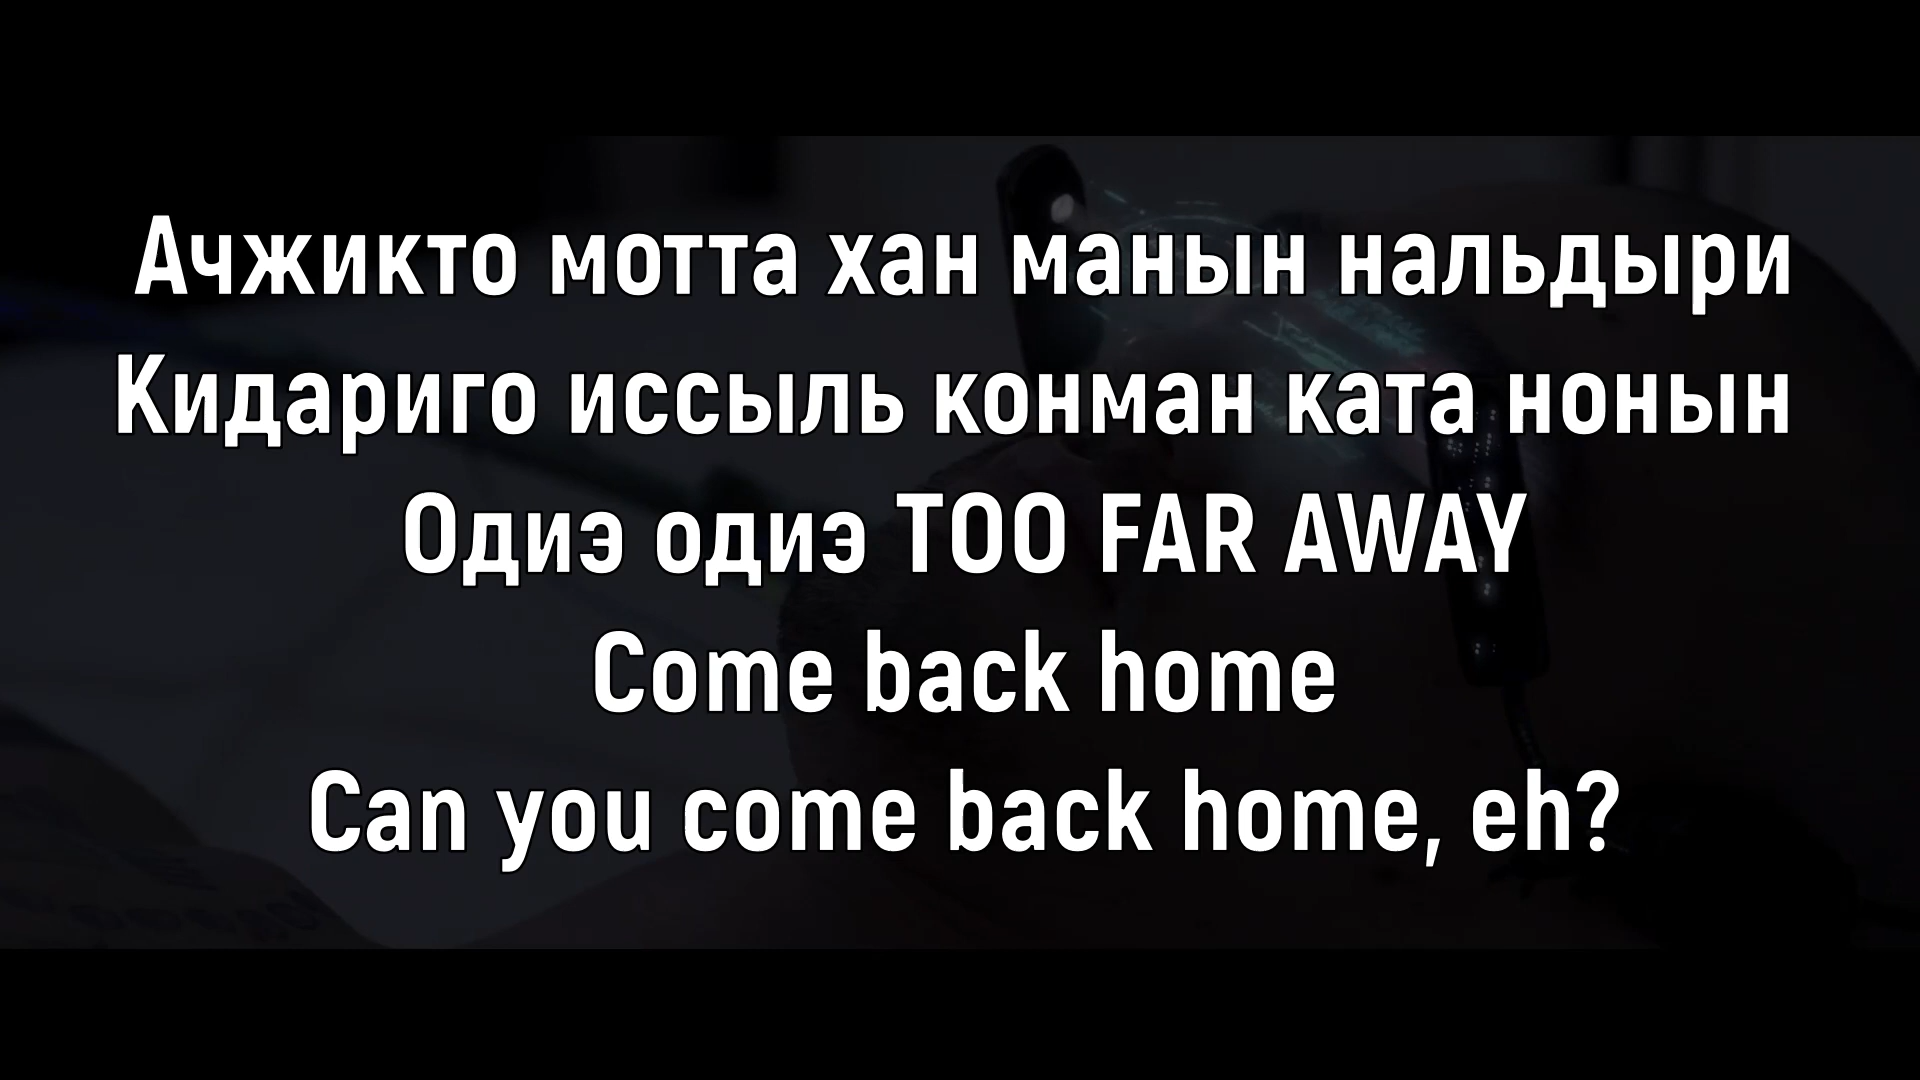 Ачжикто мотта хан манын нальдыри
Кидариго иссыль конман ката нонын
Одиэ одиэ TOO FAR AWAY
Come back home
Can you come back home, eh?